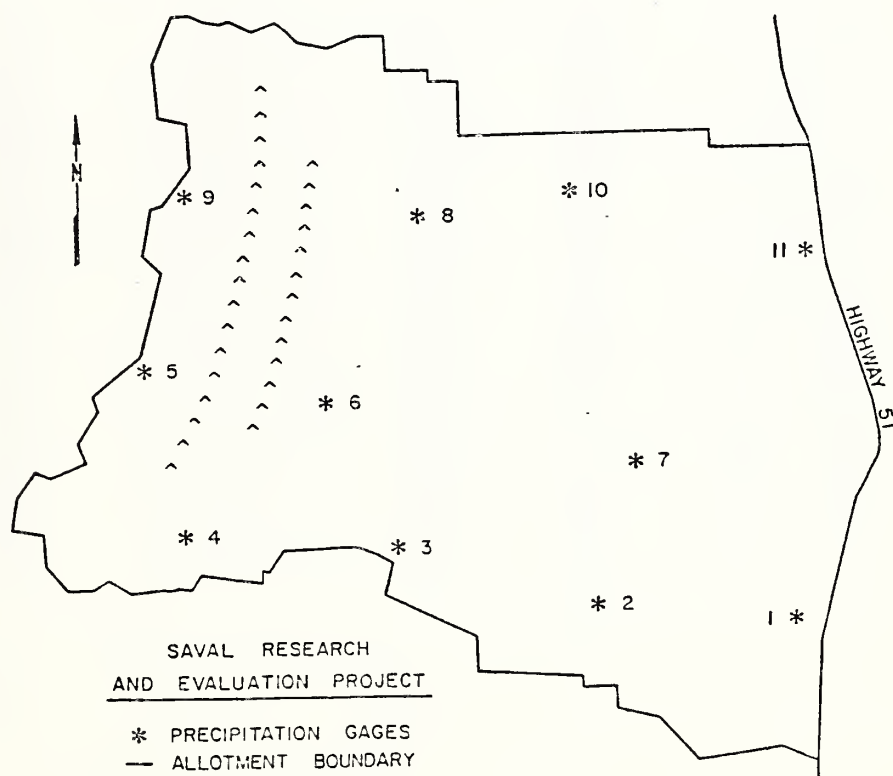 N
* 9
* 8
* 10
11 *
HIGHWAY 51
* 5
* 6
* 7
* 4
* 3
* 2
1 *
SAVAL RESEARCH
AND EVALUATION PROJECT
* PRECIPITATION GAGES
— ALLOTMENT BOUNDARY